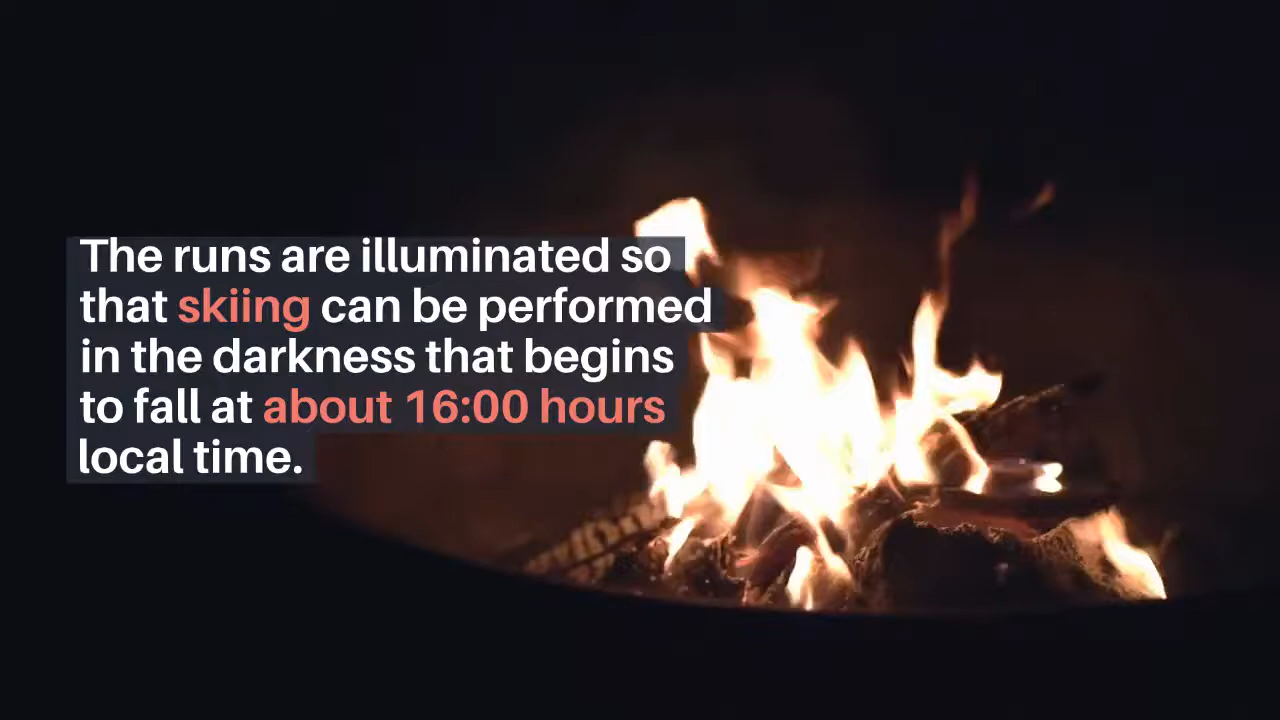 The runs are illuminated so
that skiing can be performed
in the darkness that begins
to fall at about 16:00 hours
local time.